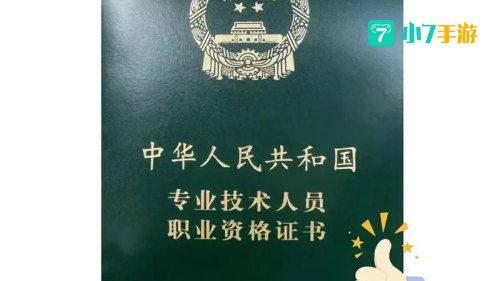 小7手游
中华人民共和国
专业技术人员
职业资格证书